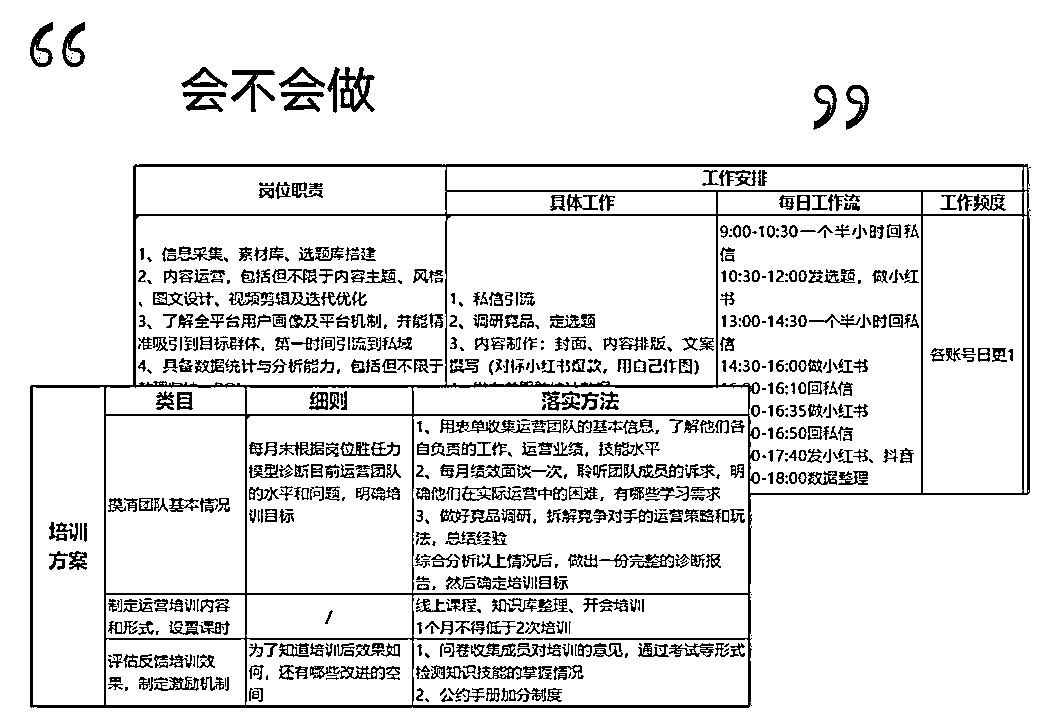 “
会不会做
”
岗位职责
工作安排
具体工作
每日工作流
工作频度
1、信息采集、素材库、选题库搭建
2、内容运营，包括但不限于内容主题、风格
、图文设计、视频剪辑及迭代优化
3、了解全平台用户画像及平台机制，并能精
准吸引到目标群体，第一时间引流到私域
4、具备数据统计与分析能力，包括但不限于
1、私信引流
2、调研竞品、定选题
3、内容制作：封面、内容排版、文案
撰写（对标小红书爆款，用自己作图）
9:00-10:30一个半小时回私
信
10:30-12:00发选题，做小红
书
13:00-14:30一个半小时回私
信
14:30-16:00做小红书
-16:10回私信
0-16:35做小红书
0-16:50回私信
0-17:40发小红书、抖音
0-18:00数据整理
各账号日更1
培训
方案
类目
细则
落实方法
摸清团队基本情况
每月末根据岗位胜任力
模型诊断目前运营团队
的水平和问题，明确培
训目标
1、用表单收集运营团队的基本信息，了解他们各
自负责的工作、运营业绩，技能水平
2、每月绩效面谈一次，聆听团队成员的诉求，明
确他们在实际运营中的困难，有哪些学习需求
3、做好竞品调研，拆解竞争对手的运营策略和玩
法，总结经验
综合分析以上情况后，做出一份完整的诊断报
告，然后确定培训目标
制定运营培训内容
和形式，设置课时
/
线上课程、知识库整理、开会培训
1个月不得低于2次培训
评估反馈培训效
果，制定激励机制
为了知道培训后效果如
何，还有哪些改进的空
间
1、问卷收集成员对培训的意见，通过考试等形式
检测知识技能的掌握情况
2、公约手册加分制度